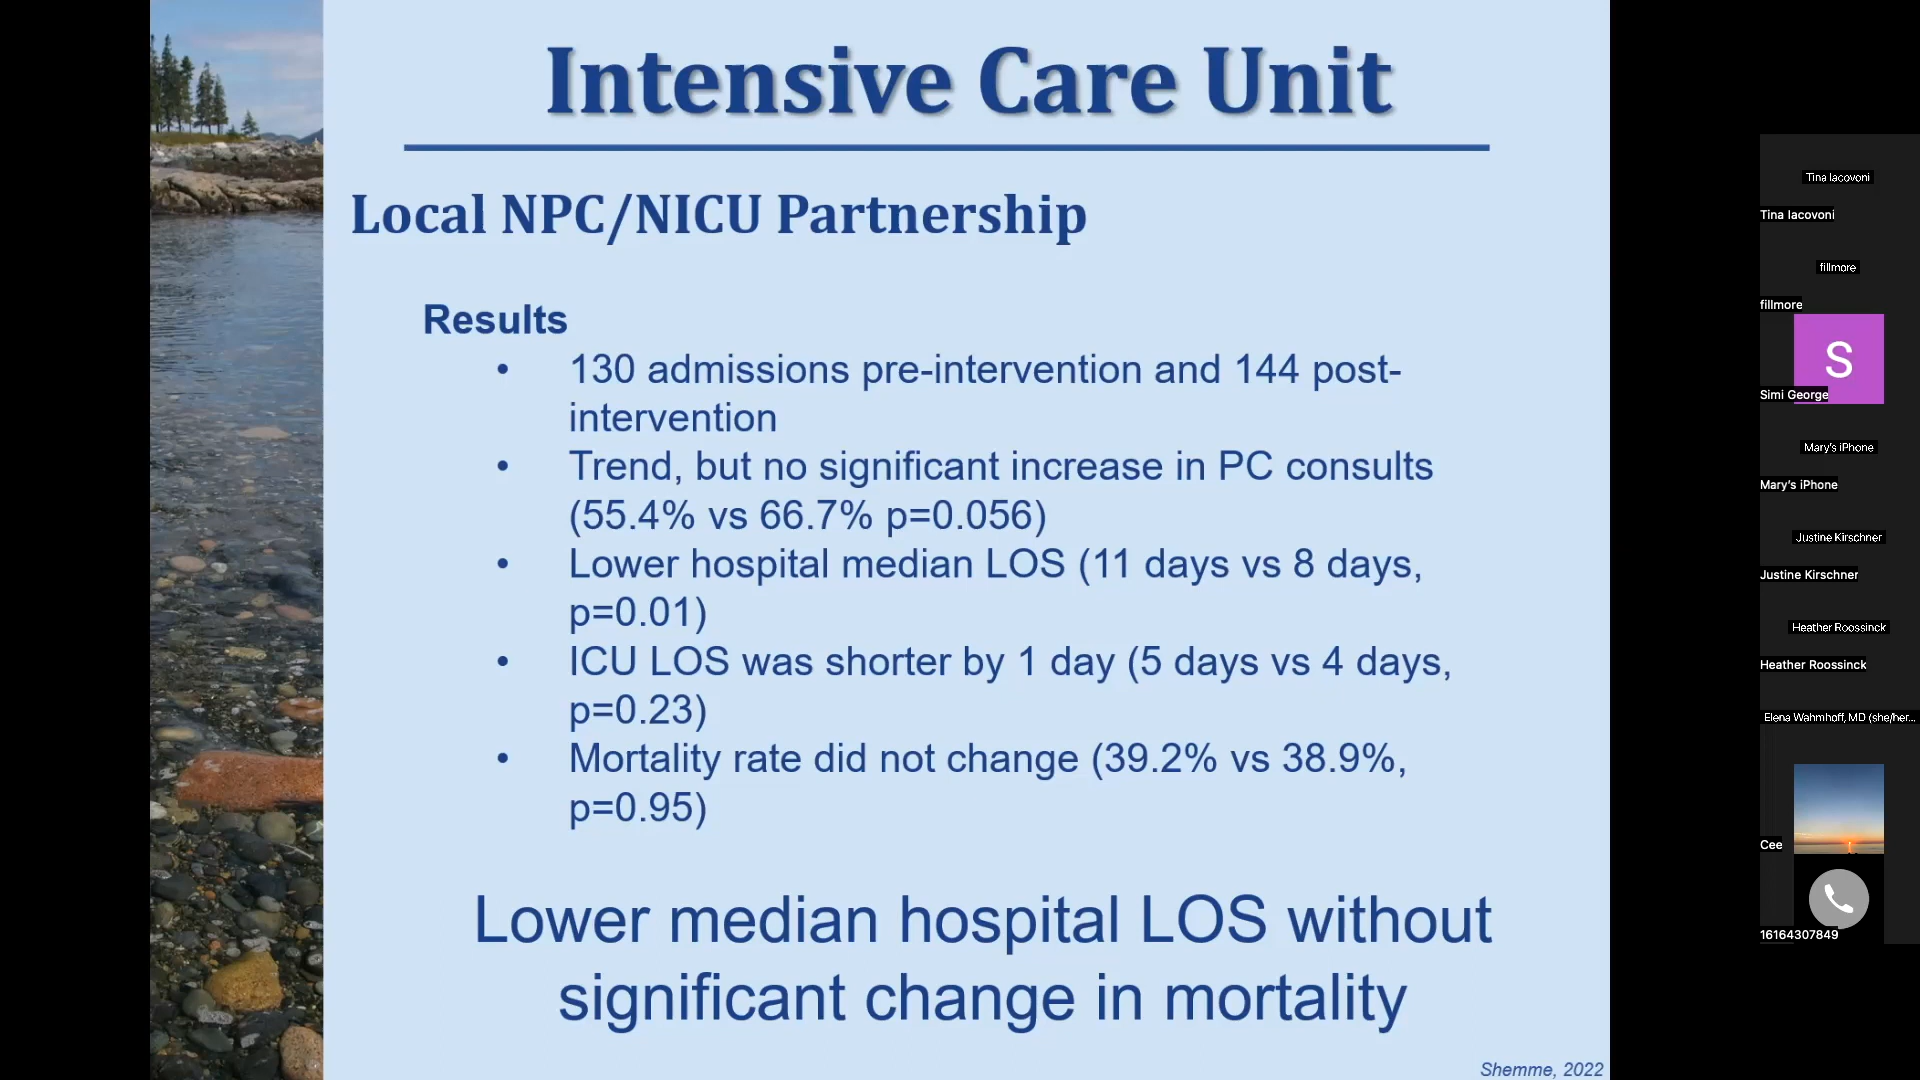 Intensive Care Unit
Local NPC/NICU Partnership
Results
• 130 admissions pre-intervention and 144 post-
intervention
• Trend, but no significant increase in PC consults
(55.4% vs 66.7% p=0.056)
• Lower hospital median LOS (11 days vs 8 days,
p=0.01)
• ICU LOS was shorter by 1 day (5 days vs 4 days,
p=0.23)
• Mortality rate did not change (39.2% vs 38.9%,
p=0.95)
Lower median hospital LOS without
significant change in mortality
Shemme, 2022
Tina Iacovoni
Tina Iacovoni
fillmore
fillmore
S
Simi George
Mary's iPhone
Mary's iPhone
Justine Kirschner
Justine Kirschner
Heather Roossinck
Heather Roossinck
Elena Wahmhoff, MD (she/her...
Cee
16164307849